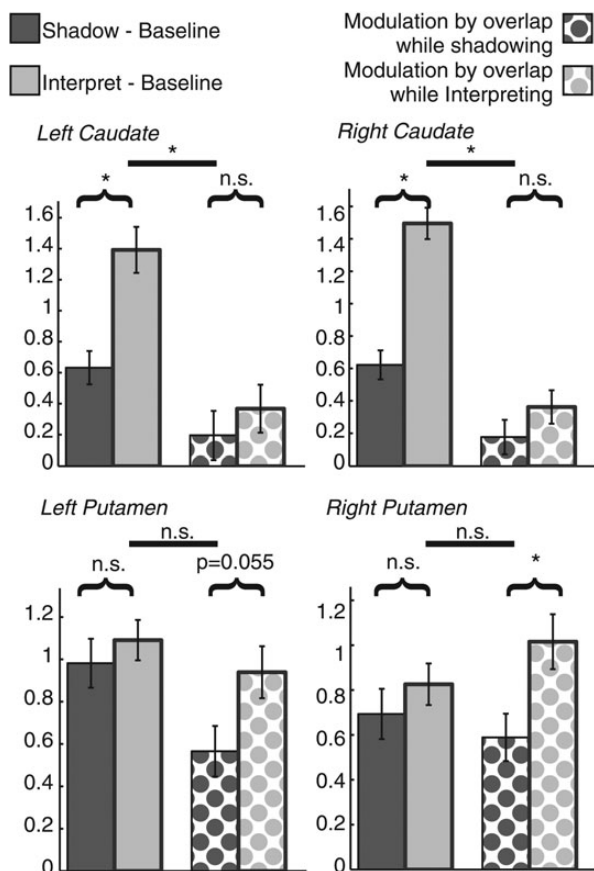 Shadow - Baseline
Interpret - Baseline
Modulation by overlap
while shadowing
Modulation by overlap
while Interpreting
Left Caudate
*
*
n.s.
1.6
1.4
1
0.8
0.6
0.4
0.2
0
Right Caudate
*
*
n.s.
1.6
1.4
1
0.8
0.6
0.4
0.2
0
Left Putamen
n.s.
n.s.
p=0.055
1.2
1
0.8
0.6
0.4
0.2
0
Right Putamen
n.s.
n.s.
*
1.2
1
0.8
0.6
0.4
0.2
0